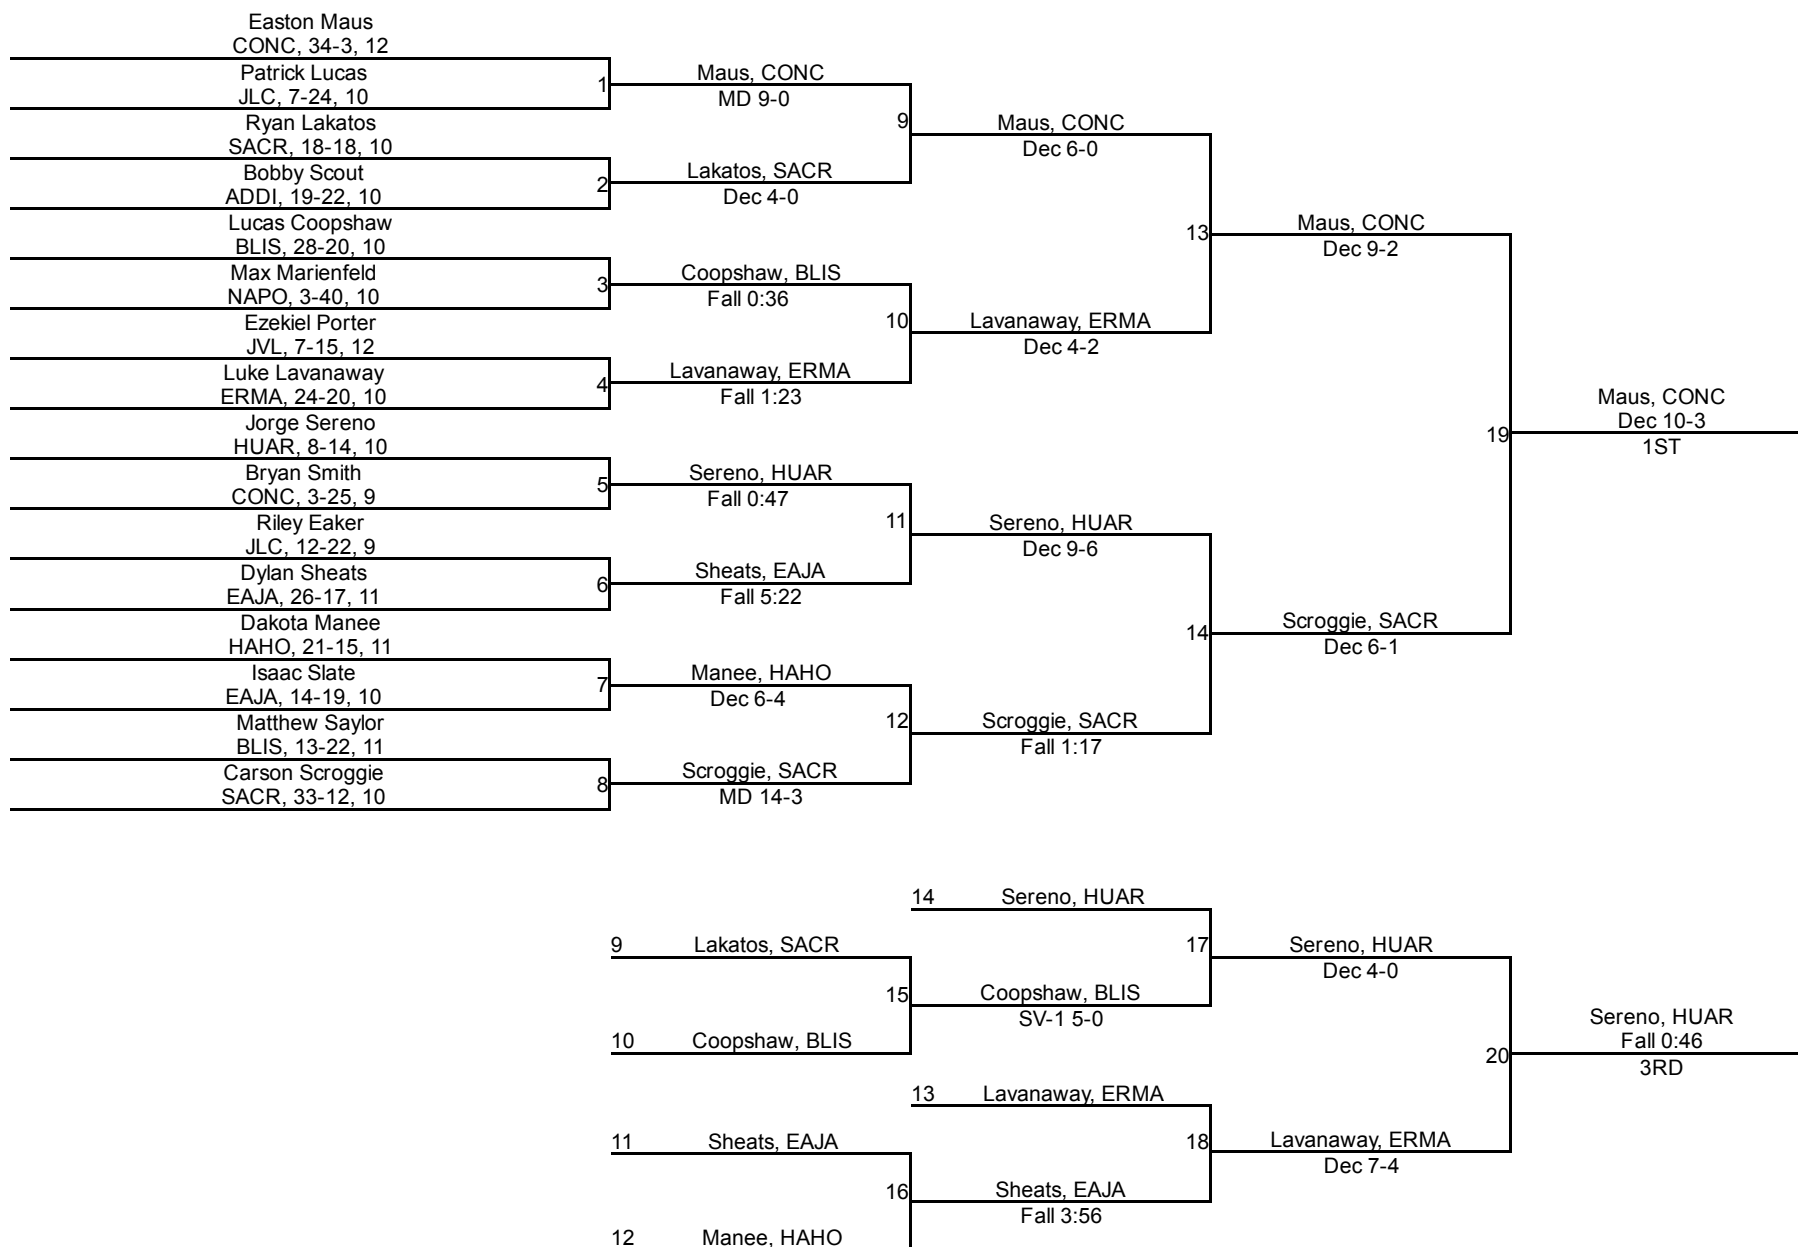 Easton Maus
CONC, 34-3, 12
Patrick Lucas
JLC, 7-24, 10
Ryan Lakatos
SACR, 18-18, 10
Bobby Scout
ADDI, 19-22, 10
Lucas Coopshaw
BLIS, 28-20, 10
Max Marienfeld
NAPO, 3-40, 10
Ezekiel Porter
JVL, 7-15, 12
Luke Lavanaway
ERMA, 24-20, 10
Jorge Sereno
HUAR, 8-14, 10
Bryan Smith
CONC, 3-25, 9
Riley Eaker
JLC, 12-22, 9
Dylan Sheats
EAJA, 26-17, 11
Dakota Manee
HAHO, 21-15, 11
Isaac Slate
EAJA, 14-19, 10
Matthew Saylor
BLIS, 13-22, 11
Carson Scroggie
SACR, 33-12, 10
1
Maus, CONC
MD 9-0
2
Lakatos, SACR
Dec 4-0
3
Coopshaw, BLIS
Fall 0:36
4
Lavanaway, ERMA
Fall 1:23
5
Sereno, HUAR
Fall 0:47
6
Sheats, EAJA
Fall 5:22
7
Manee, HAHO
Dec 6-4
8
Scroggie, SACR
MD 14-3
9
Maus, CONC
Dec 6-0
10
Lavanaway, ERMA
Dec 4-2
11
Sereno, HUAR
Dec 9-6
12
Scroggie, SACR
Fall 1:17
13
Maus, CONC
Dec 9-2
14
Scroggie, SACR
Dec 6-1
19
Maus, CONC
Dec 10-3
1ST
14 Sereno, HUAR
9 Lakatos, SACR
10 Coopshaw, BLIS
15
Coopshaw, BLIS
SV-1 5-0
17
Sereno, HUAR
Dec 4-0
13 Lavanaway, ERMA
11 Sheats, EAJA
12 Manee, HAHO
16
Sheats, EAJA
Fall 3:56
18
Lavanaway, ERMA
Dec 7-4
20
Sereno, HUAR
Fall 0:46
3RD